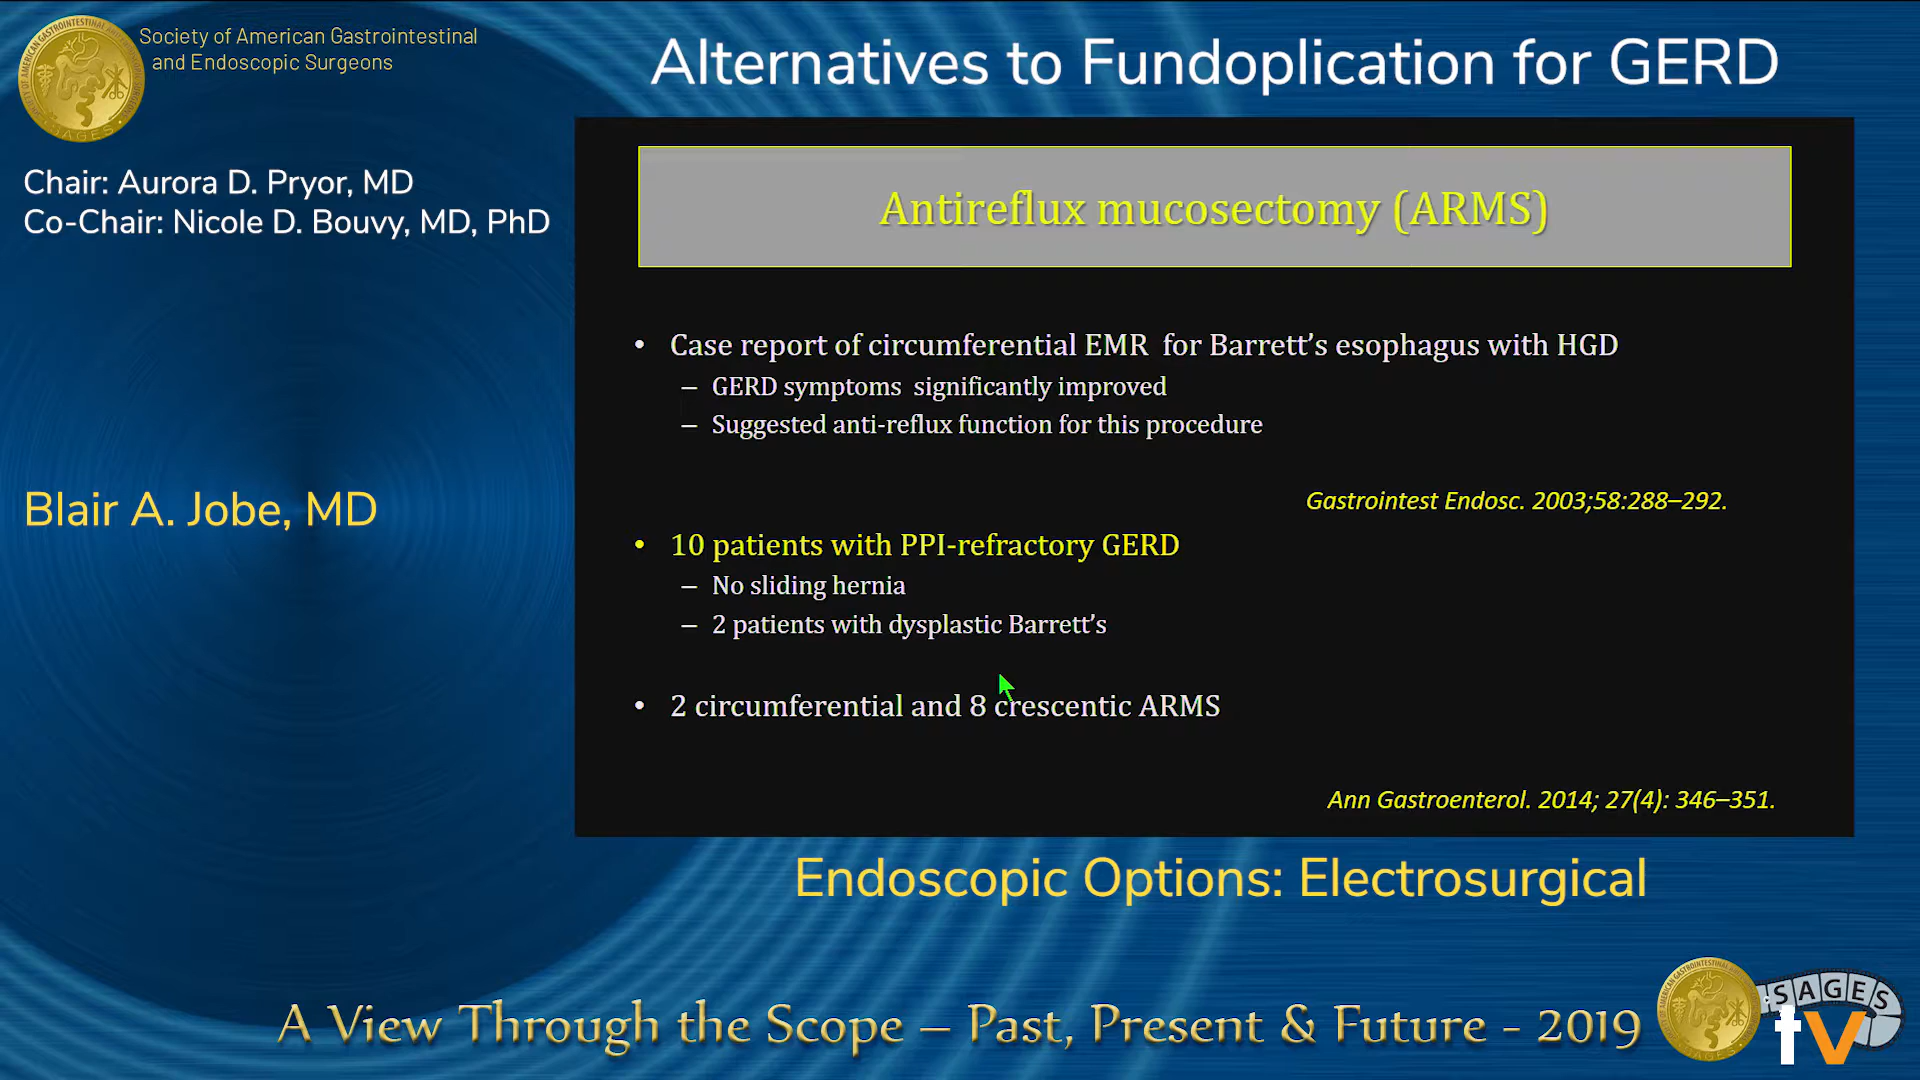 Society of American Gastrointestinal
and Endoscopic Surgeons
Alternatives to Fundoplication for GERD
Chair: Aurora D. Pryor, MD
Co-Chair: Nicole D. Bouvy, MD, PhD
Blair A. Jobe, MD
Antireflux mucosectomy (ARMS)
• Case report of circumferential EMR for Barrett's esophagus with HGD
– GERD symptoms significantly improved
– Suggested anti-reflux function for this procedure
Gastrointest Endosc. 2003;58:288–292.
• 10 patients with PPI-refractory GERD
– No sliding hernia
– 2 patients with dysplastic Barrett's
• 2 circumferential and 8 crescentic ARMS
Ann Gastroenterol. 2014; 27(4): 346–351.
Endoscopic Options: Electrosurgical
A View Through the Scope – Past, Present & Future - 2019
SAGES
tv